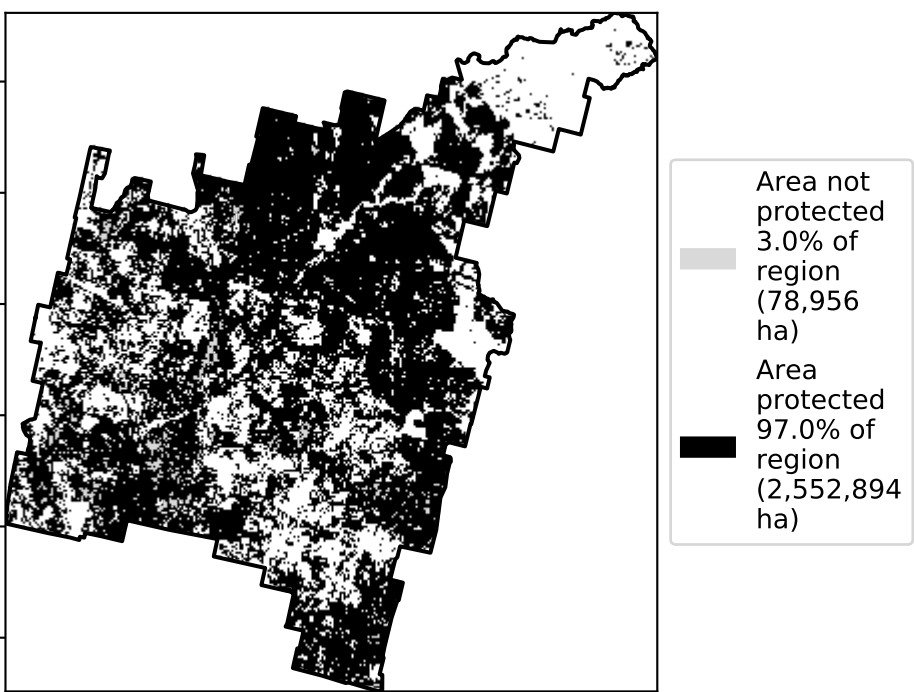 Area not
protected
3.0% of
region
(78,956
ha)
Area
protected
97.0% of
region
(2,552,894
ha)